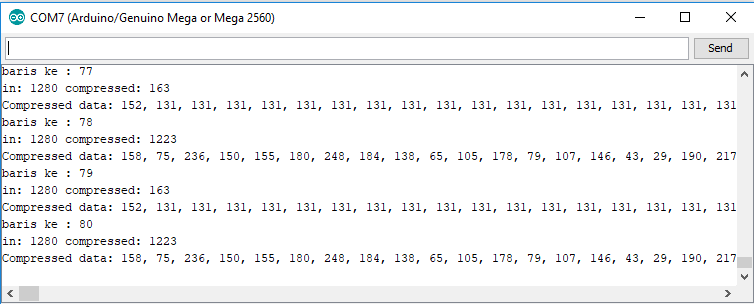 COM7 (Arduino/Genuino Mega or Mega 2560)
Send
baris ke : 77
in: 1280 compressed: 163
Compressed data: 152, 131, 131, 131, 131, 131, 131, 131, 131, 131, 131, 131, 131, 131, 131, 131, 131, 131
baris ke : 78
in: 1280 compressed: 1223
Compressed data: 158, 75, 236, 150, 155, 180, 248, 184, 138, 65, 105, 178, 79, 107, 146, 43, 29, 190, 217
baris ke : 79
in: 1280 compressed: 163
Compressed data: 152, 131, 131, 131, 131, 131, 131, 131, 131, 131, 131, 131, 131, 131, 131, 131, 131, 131
baris ke : 80
in: 1280 compressed: 1223
Compressed data: 158, 75, 236, 150, 155, 180, 248, 184, 138, 65, 105, 178, 79, 107, 146, 43, 29, 190, 217